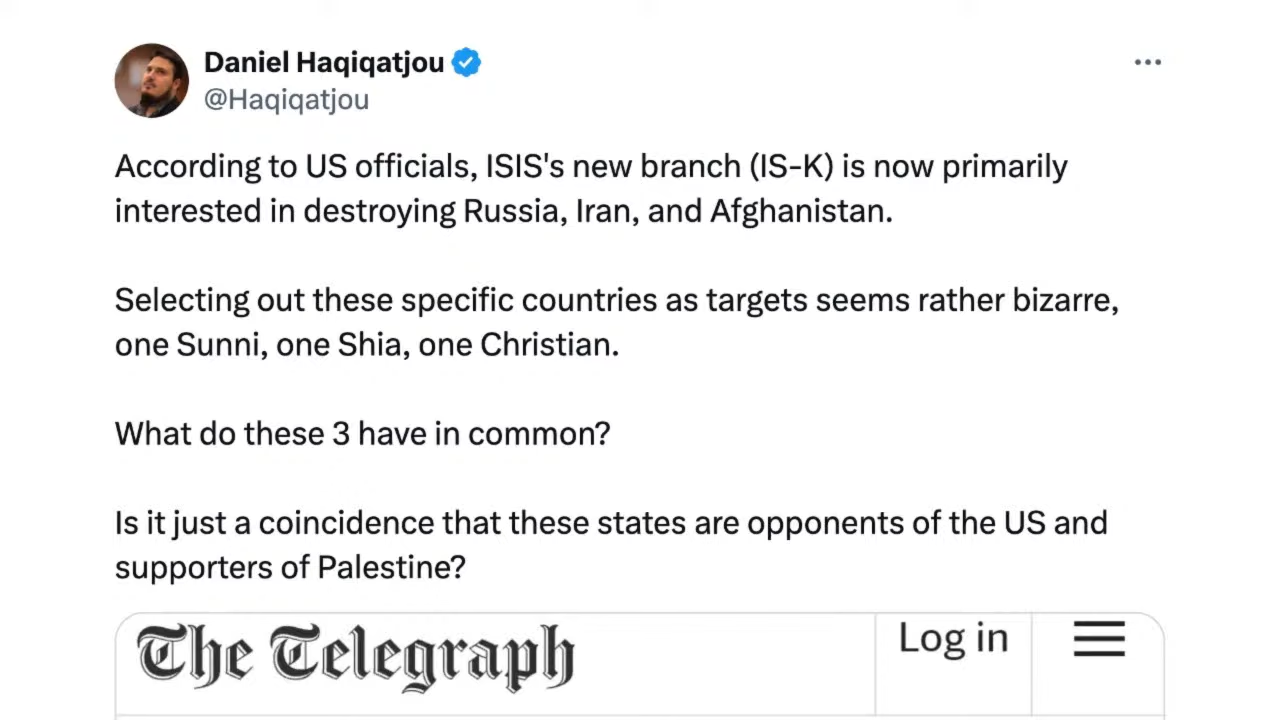 Daniel Haqiqatjou
@Haqiqatjou
According to US officials, ISIS's new branch (IS-K) is now primarily
interested in destroying Russia, Iran, and Afghanistan.
Selecting out these specific countries as targets seems rather bizarre,
one Sunni, one Shia, one Christian.
What do these 3 have in common?
Is it just a coincidence that these states are opponents of the US and
supporters of Palestine?
The Telegraph
Log in